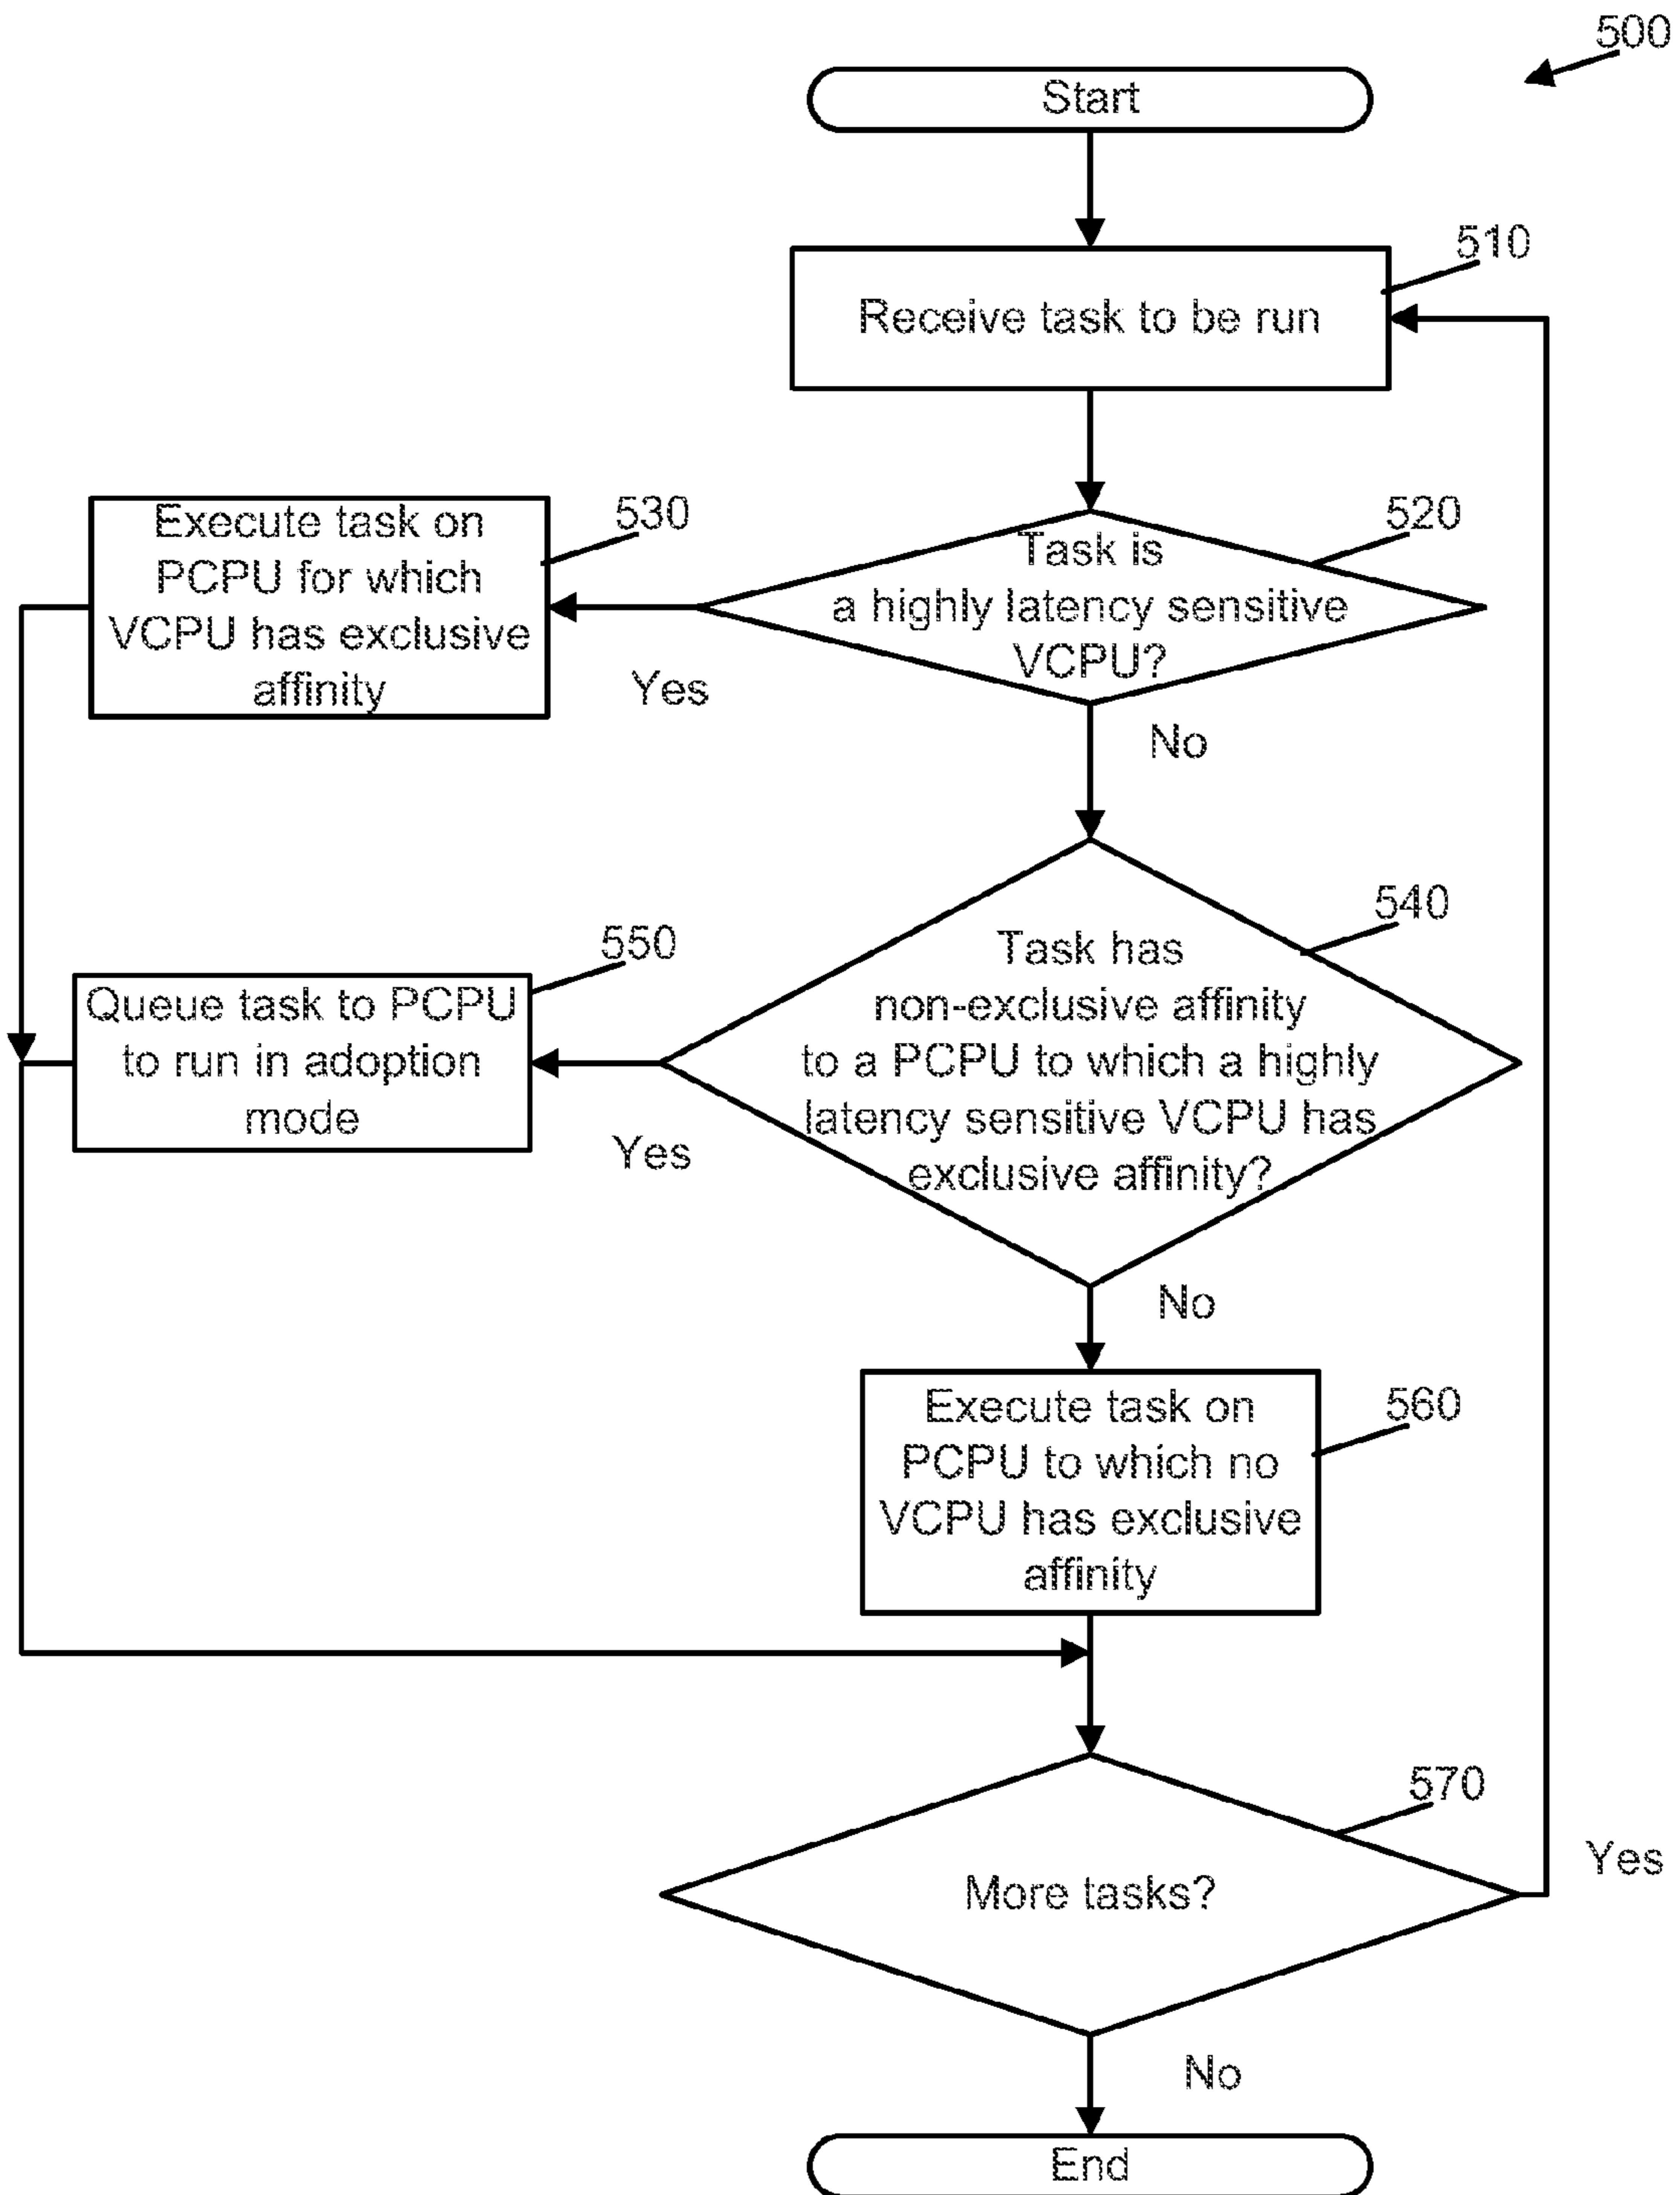 500
Start
510
Receive task to be run
520
Task is
a highly latency sensitive
VCPU?
530
Execute task on
PCPU for which
VCPU has exclusive
affinity
Yes
No
540
Task has
non-exclusive affinity
to a PCPU to which a highly
latency sensitive VCPU has
exclusive affinity?
550
Queue task to PCPU
to run in adoption
mode
Yes
No
560
Execute task on
PCPU to which no
VCPU has exclusive
affinity
570
More tasks?
Yes
No
End